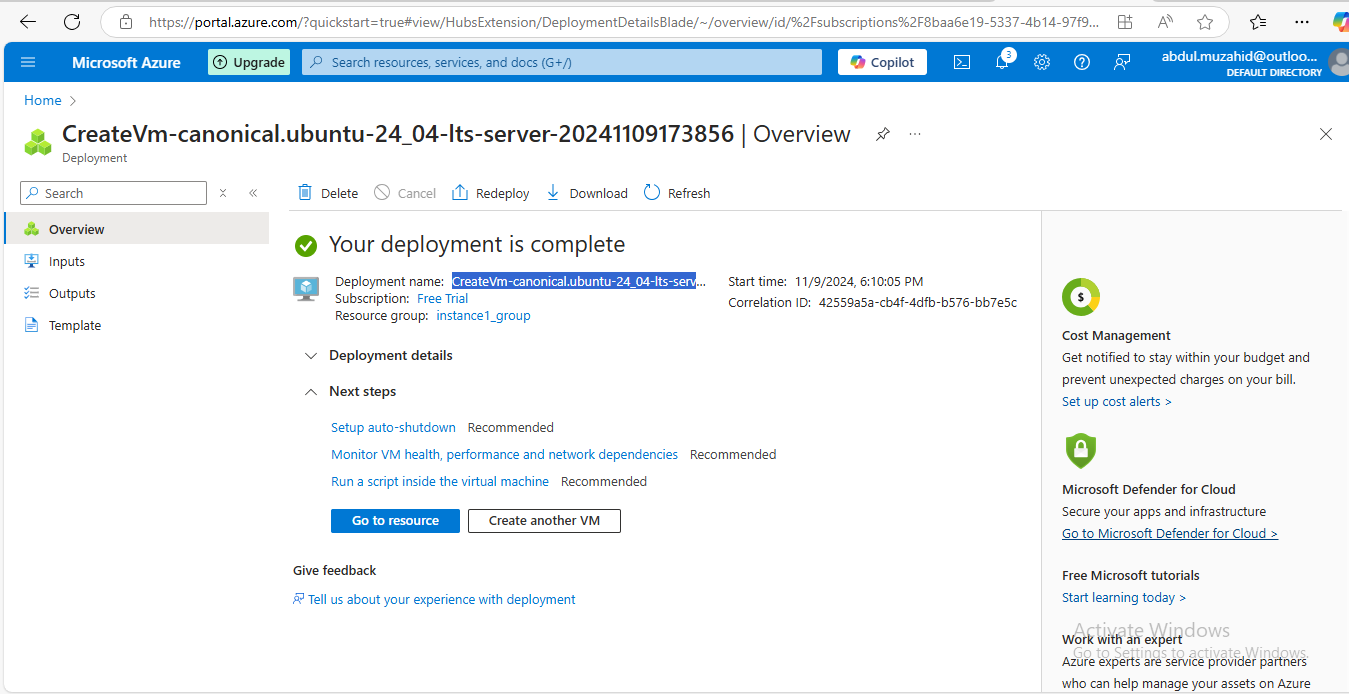 https://portal.azure.com/?quickstart=true#view/HubsExtension/DeploymentDetailsBlade/~/overview/id/%2Fsubscriptions%2F8baa6e19-5337-4b14-97f9...
Microsoft Azure
Upgrade
Search resources, services, and docs (G+/)
Copilot
3
abdul.muzahid@outloo...
DEFAULT DIRECTORY
Home >
CreateVm-canonical.ubuntu-24_04-lts-server-20241109173856 | Overview
...
Deployment
Search
Delete Cancel Redeploy Download Refresh
Overview
Inputs
Outputs
Template
Your deployment is complete
Deployment name: CreateVm-canonical.ubuntu-24_04-lts-serv...
Subscription: Free Trial
Resource group: instance1_group
Start time: 11/9/2024, 6:10:05 PM
Correlation ID: 42559a5a-cb4f-4dfb-b576-bb7e5c
Deployment details
Next steps
Setup auto-shutdown Recommended
Monitor VM health, performance and network dependencies Recommended
Run a script inside the virtual machine Recommended
Go to resource Create another VM
Give feedback
Tell us about your experience with deployment
Cost Management
Get notified to stay within your budget and
prevent unexpected charges on your bill.
Set up cost alerts >
Microsoft Defender for Cloud
Secure your apps and infrastructure
Go to Microsoft Defender for Cloud >
Free Microsoft tutorials
Start learning today >
Activate Windows
Work with an expert
Go to Settings to activate Windows.
Azure experts are service provider partners
who can help manage your assets on Azure